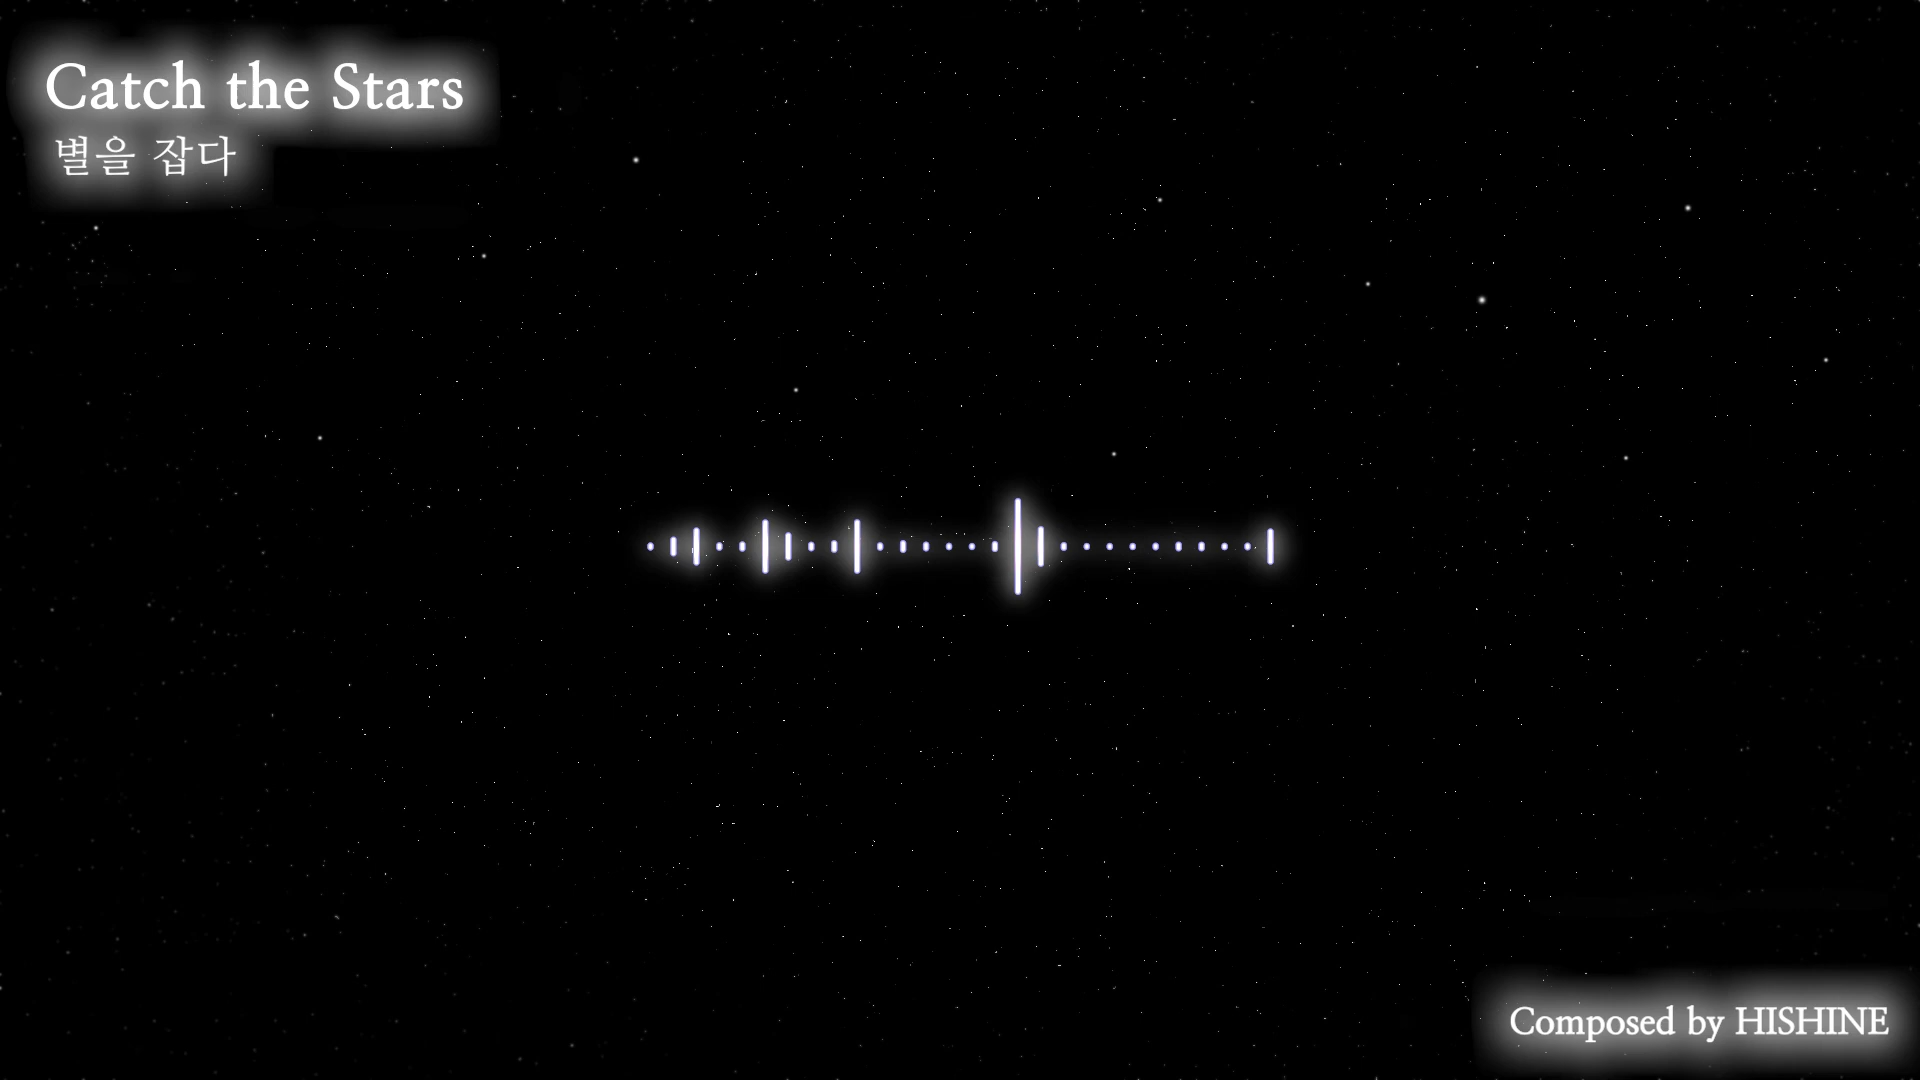 Catch the Stars
별을 잡다
Composed by HISHINE